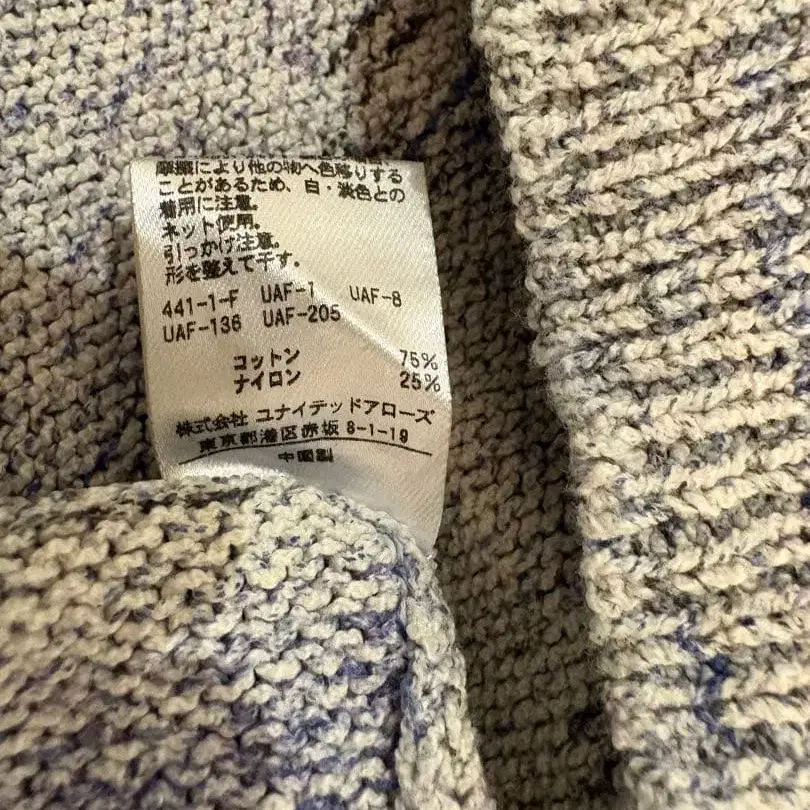 摩擦により他の物へ色移りする
ことがあるため、白・淡色との
着用に注意。
ネット使用。
引っかけ注意。
形を整えて干す。
441-1-F UAF-1 UAF-8
UAF-136 UAF-205
コットン 75%
ナイロン 25%
株式会社 ユナイテッドアローズ
東京都港区赤坂 8-1-19
中国製